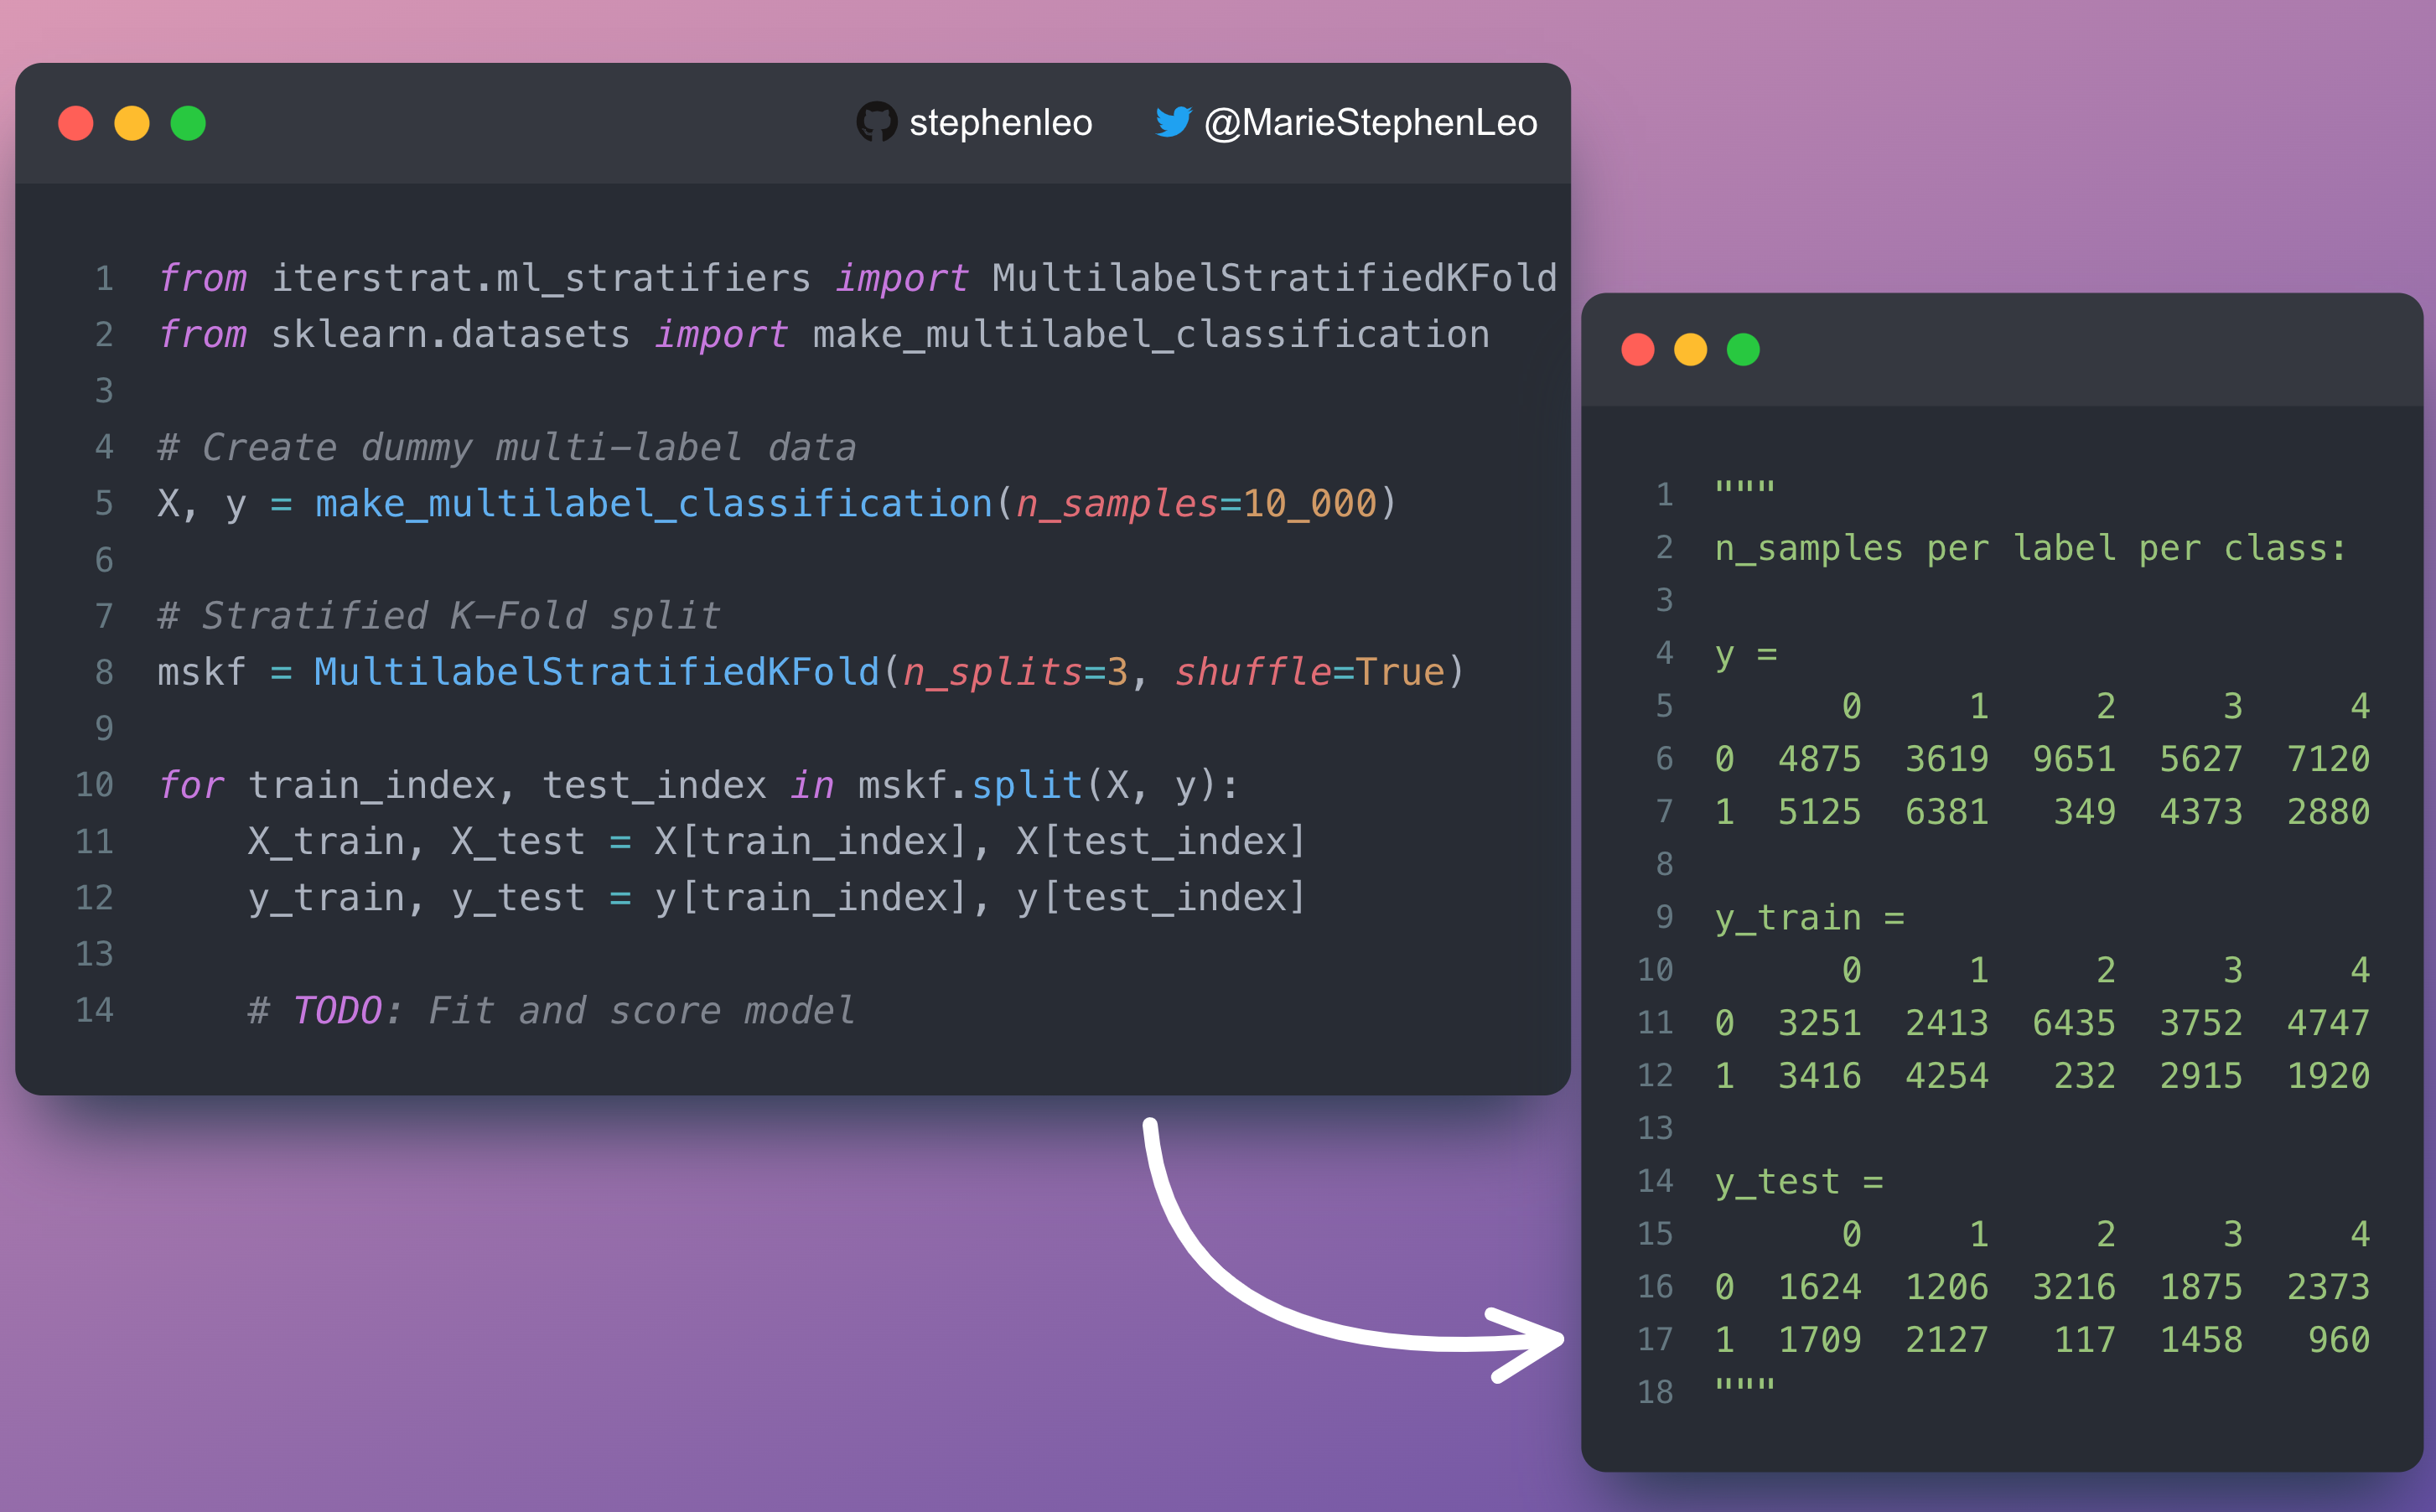 stephenleo @MarieStephenLeo
1 from iterstrat.ml_stratifiers import MultilabelStratifiedKFold
2 from sklearn.datasets import make_multilabel_classification
3
4 # Create dummy multi-label data
5 X, y = make_multilabel_classification(n_samples=10_000)
6
7 # Stratified K-Fold split
8 mskf = MultilabelStratifiedKFold(n_splits=3, shuffle=True)
9
10 for train_index, test_index in mskf.split(X, y):
11     X_train, X_test = X[train_index], X[test_index]
12     y_train, y_test = y[train_index], y[test_index]
13
14     # TODO: Fit and score model
1 """
2 n_samples per label per class:
3
4 y =
5       0     1     2     3     4
6 0  4875  3619  9651  5627  7120
7 1  5125  6381   349  4373  2880
8
9 y_train =
10       0     1     2     3     4
11 0  3251  2413  6435  3752  4747
12 1  3416  4254   232  2915  1920
13
14 y_test =
15       0     1     2     3     4
16 0  1624  1206  3216  1875  2373
17 1  1709  2127   117  1458   960
18 """